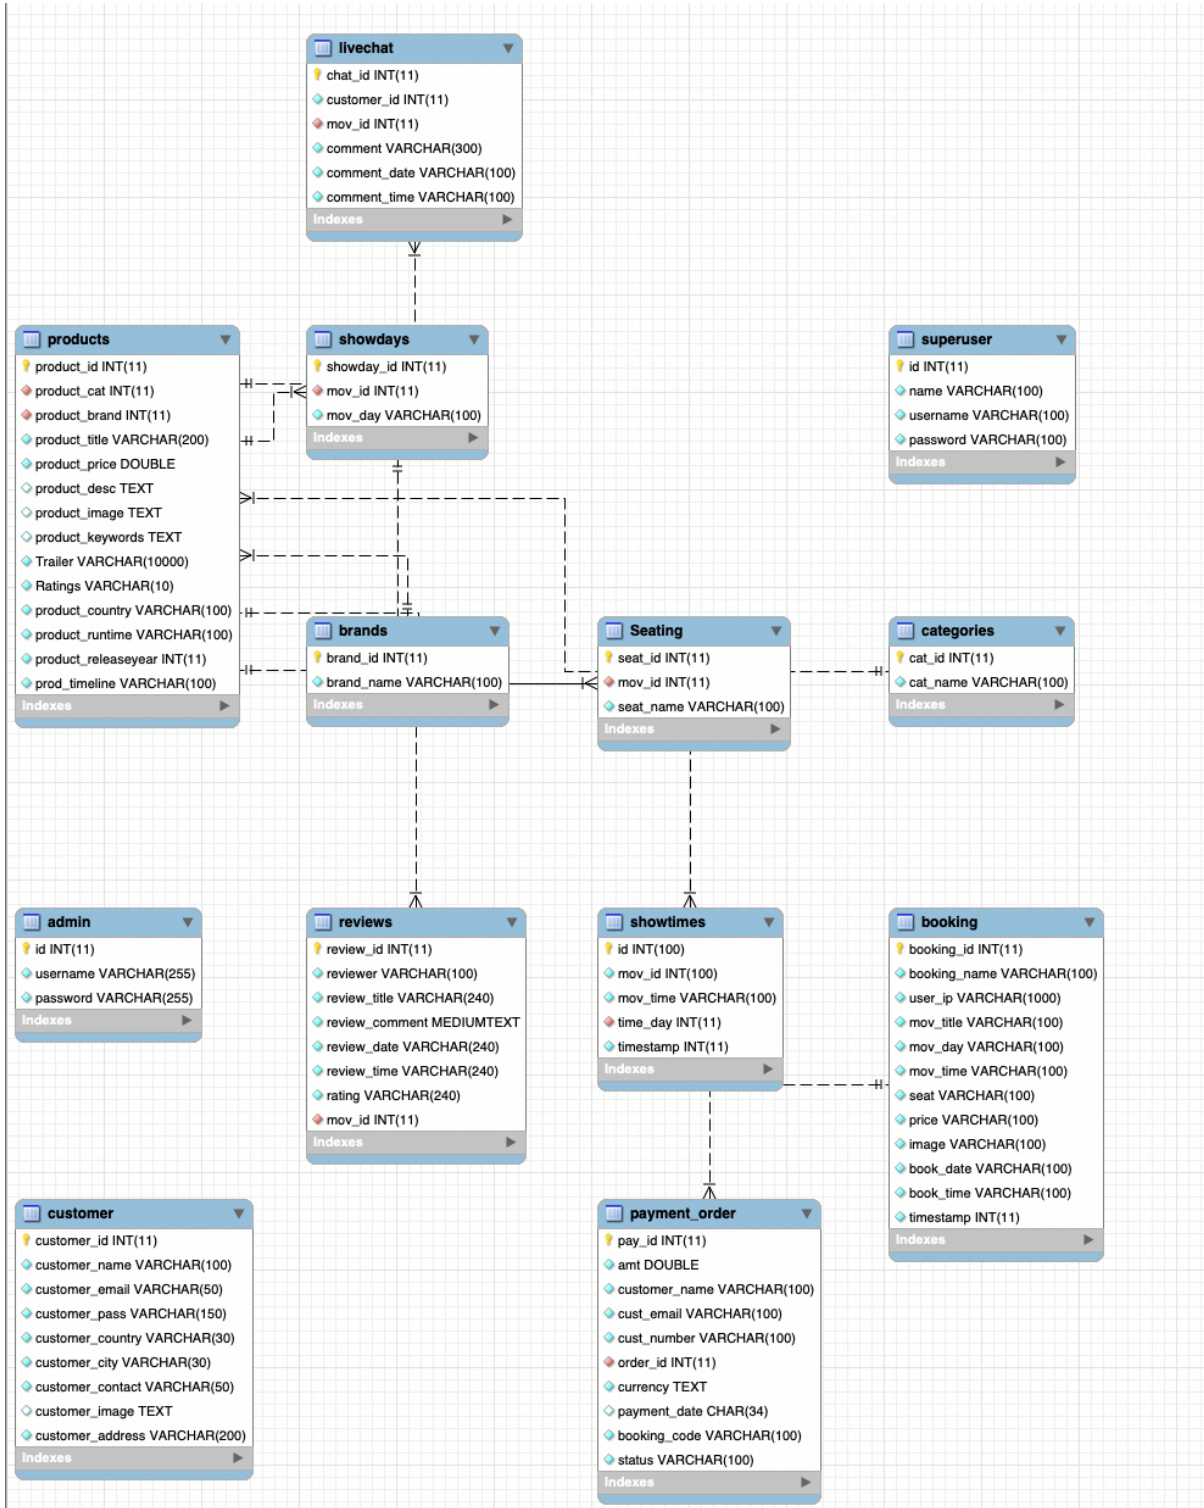 livechat
chat_id INT(11)
customer_id INT(11)
mov_id INT(11)
comment VARCHAR(300)
comment_date VARCHAR(100)
comment_time VARCHAR(100)
Indexes
products
product_id INT(11)
product_cat INT(11)
product_brand INT(11)
product_title VARCHAR(200)
product_price DOUBLE
product_desc TEXT
product_image TEXT
product_keywords TEXT
Trailer VARCHAR(10000)
Ratings VARCHAR(10)
product_country VARCHAR(100)
product_runtime VARCHAR(100)
product_releaseyear INT(11)
prod_timeline VARCHAR(100)
Indexes
showdays
showday_id INT(11)
mov_id INT(11)
mov_day VARCHAR(100)
Indexes
superuser
id INT(11)
name VARCHAR(100)
username VARCHAR(100)
password VARCHAR(100)
Indexes
brands
brand_id INT(11)
brand_name VARCHAR(100)
Indexes
Seating
seat_id INT(11)
mov_id INT(11)
seat_name VARCHAR(100)
Indexes
categories
cat_id INT(11)
cat_name VARCHAR(100)
Indexes
admin
id INT(11)
username VARCHAR(255)
password VARCHAR(255)
Indexes
reviews
review_id INT(11)
reviewer VARCHAR(100)
review_title VARCHAR(240)
review_comment MEDIUMTEXT
review_date VARCHAR(240)
review_time VARCHAR(240)
rating VARCHAR(240)
mov_id INT(11)
Indexes
showtimes
id INT(100)
mov_id INT(100)
mov_time VARCHAR(100)
time_day INT(11)
timestamp INT(11)
Indexes
booking
booking_id INT(11)
booking_name VARCHAR(100)
user_ip VARCHAR(1000)
mov_title VARCHAR(100)
mov_day VARCHAR(100)
mov_time VARCHAR(100)
seat VARCHAR(100)
price VARCHAR(100)
image VARCHAR(100)
book_date VARCHAR(100)
book_time VARCHAR(100)
timestamp INT(11)
Indexes
customer
customer_id INT(11)
customer_name VARCHAR(100)
customer_email VARCHAR(50)
customer_pass VARCHAR(150)
customer_country VARCHAR(30)
customer_city VARCHAR(30)
customer_contact VARCHAR(50)
customer_image TEXT
customer_address VARCHAR(200)
Indexes
payment_order
pay_id INT(11)
amt DOUBLE
customer_name VARCHAR(100)
cust_email VARCHAR(100)
cust_number VARCHAR(100)
order_id INT(11)
currency TEXT
payment_date CHAR(34)
booking_code VARCHAR(100)
status VARCHAR(100)
Indexes